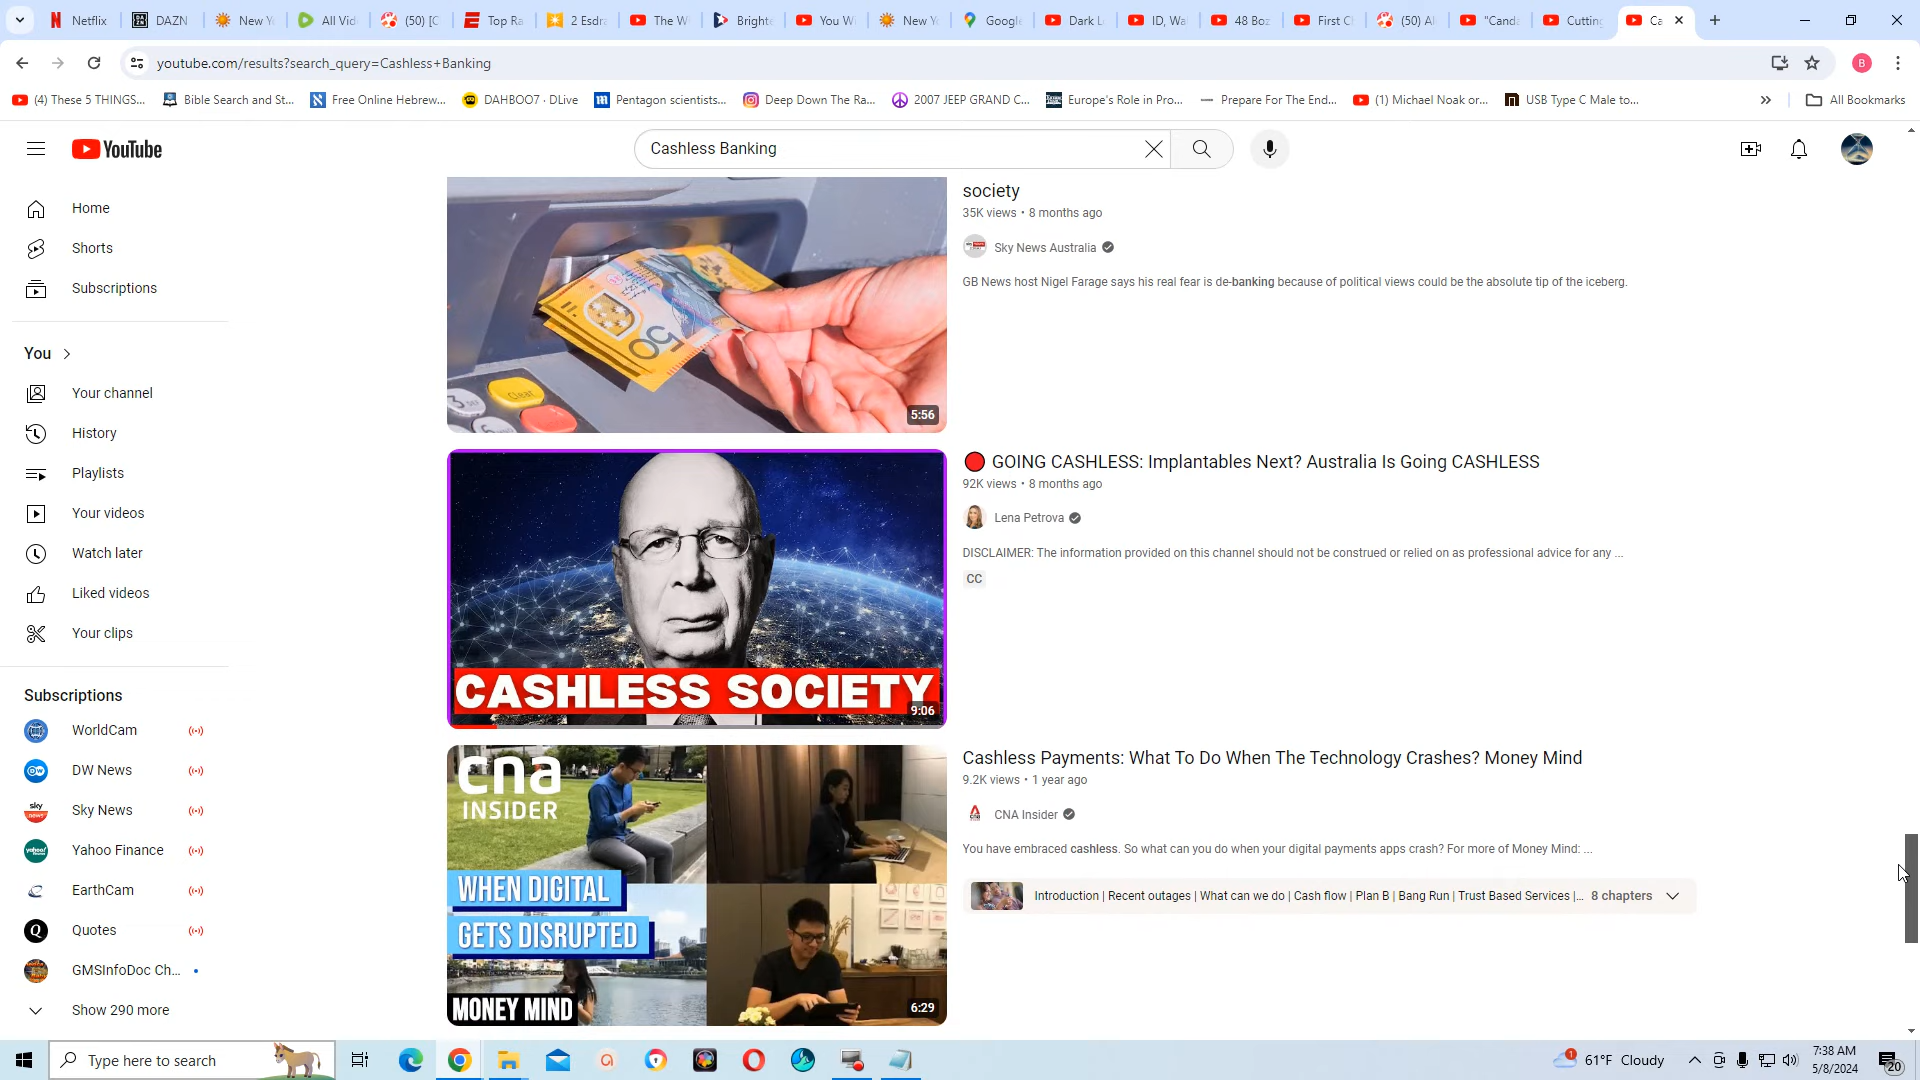 Netflix
DAZN
New Y
All Vid
(50) [C
Top Ra
2 Esdra
The W
Bright
You Wi
New Y
Google
Dark L
ID, Wa
48 Boz
First C
(50) Al
"Canda
Cutting
Ca
youtube.com/results?search_query=Cashless+Banking
B
(4) These 5 THINGS...
Bible Search and St...
Free Online Hebrew...
DAHBOO7 · DLive
Pentagon scientists...
Deep Down The Ra...
2007 JEEP GRAND C...
Europe's Role in Pro...
Prepare For The End...
(1) Michael Noak or...
USB Type C Male to...
All Bookmarks
YouTube
Cashless Banking
Home
Shorts
Subscriptions
You
Your channel
History
Playlists
Your videos
Watch later
Liked videos
Your clips
Subscriptions
WorldCam
DW News
Sky News
Yahoo Finance
EarthCam
Quotes
GMSInfoDoc Ch...
Show 290 more
Clear
50
5:56
society
35K views • 8 months ago
Sky News Australia
GB News host Nigel Farage says his real fear is de-banking because of political views could be the absolute tip of the iceberg.
CASHLESS SOCIETY
9:06
GOING CASHLESS: Implantables Next? Australia Is Going CASHLESS
92K views • 8 months ago
Lena Petrova
DISCLAIMER: The information provided on this channel should not be construed or relied on as professional advice for any ...
CC
cna
INSIDER
WHEN DIGITAL
GETS DISRUPTED
MONEY MIND
6:29
Cashless Payments: What To Do When The Technology Crashes? Money Mind
9.2K views • 1 year ago
CNA Insider
You have embraced cashless. So what can you do when your digital payments apps crash? For more of Money Mind: ...
Introduction | Recent outages | What can we do | Cash flow | Plan B | Bang Run | Trust Based Services |... 8 chapters
Type here to search
1
61°F Cloudy
7:38 AM
5/8/2024
20